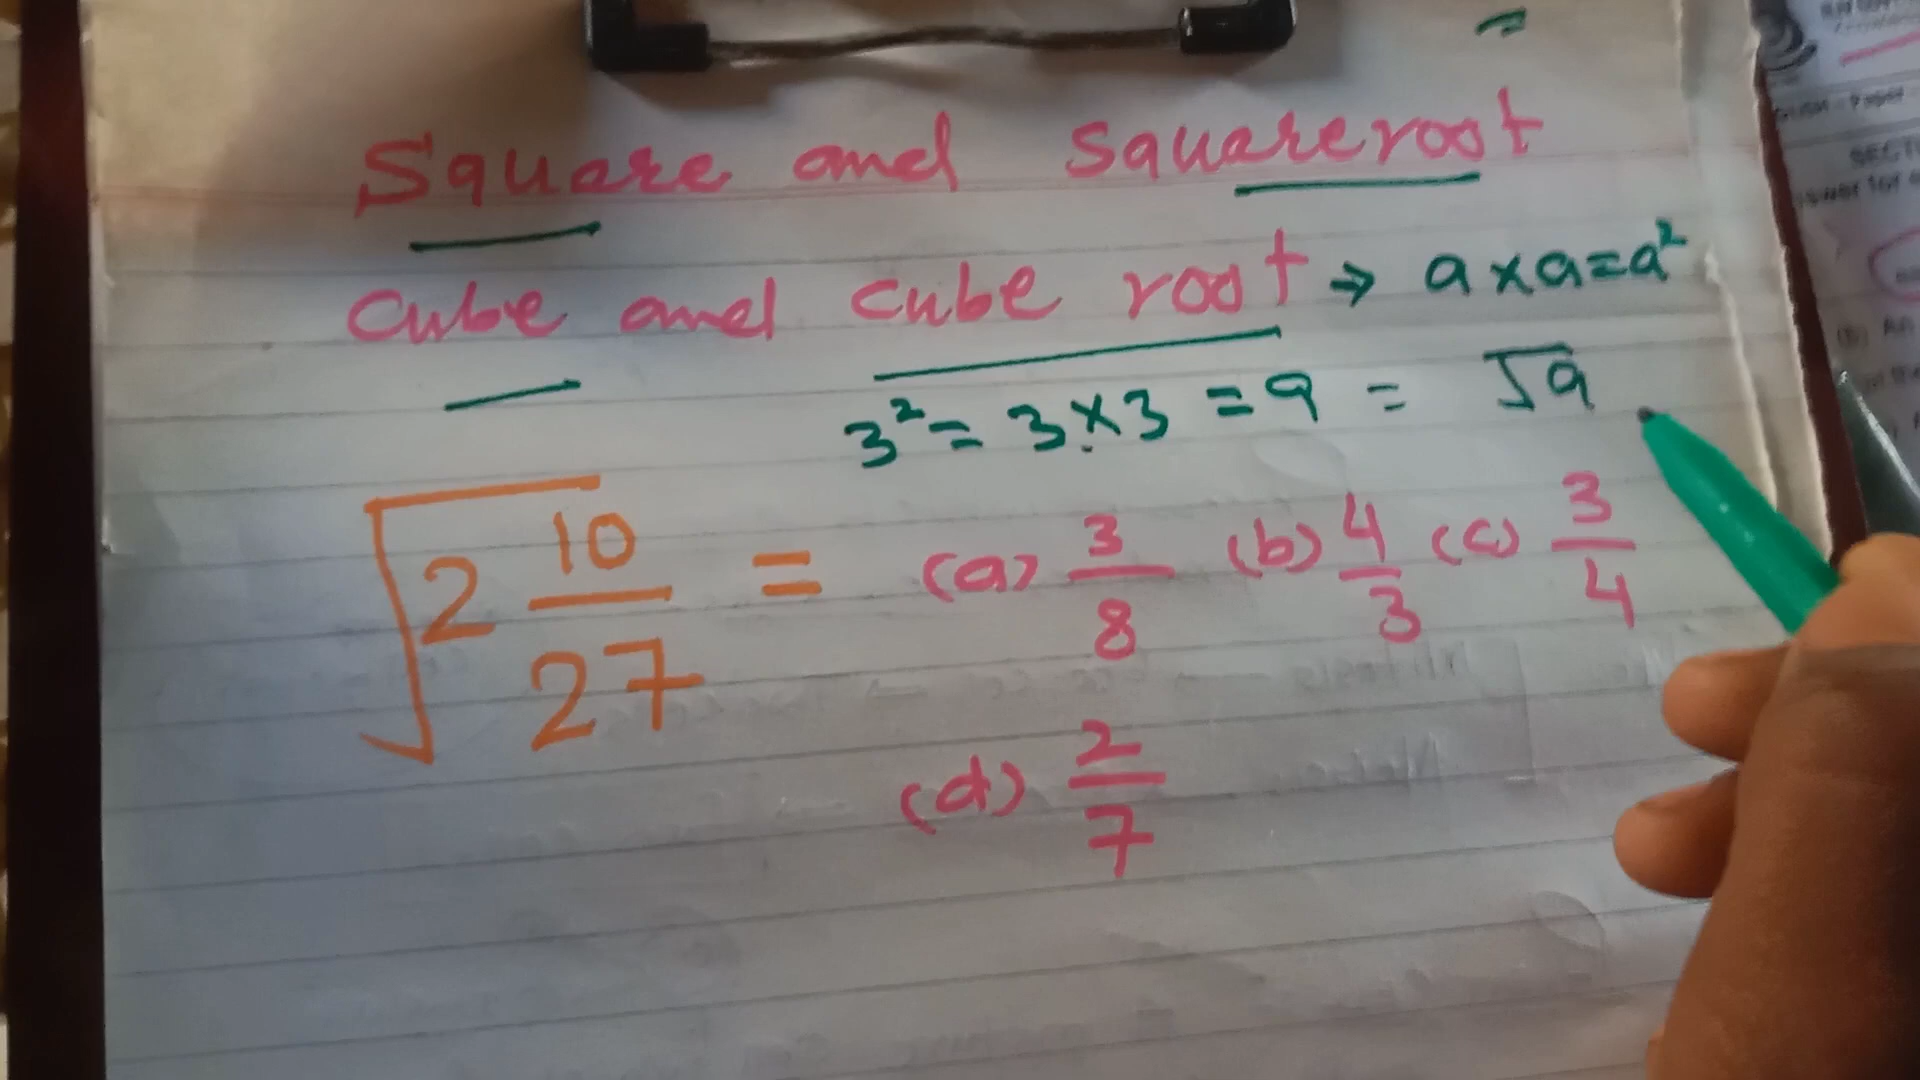 Square and Squareroot
Cube and Cube root → a x a = a²
3² = 3 x 3 = 9 = √9
√2 10/27 = (a) 3/8 (b) 4/3 (c) 3/4
(d) 2/7